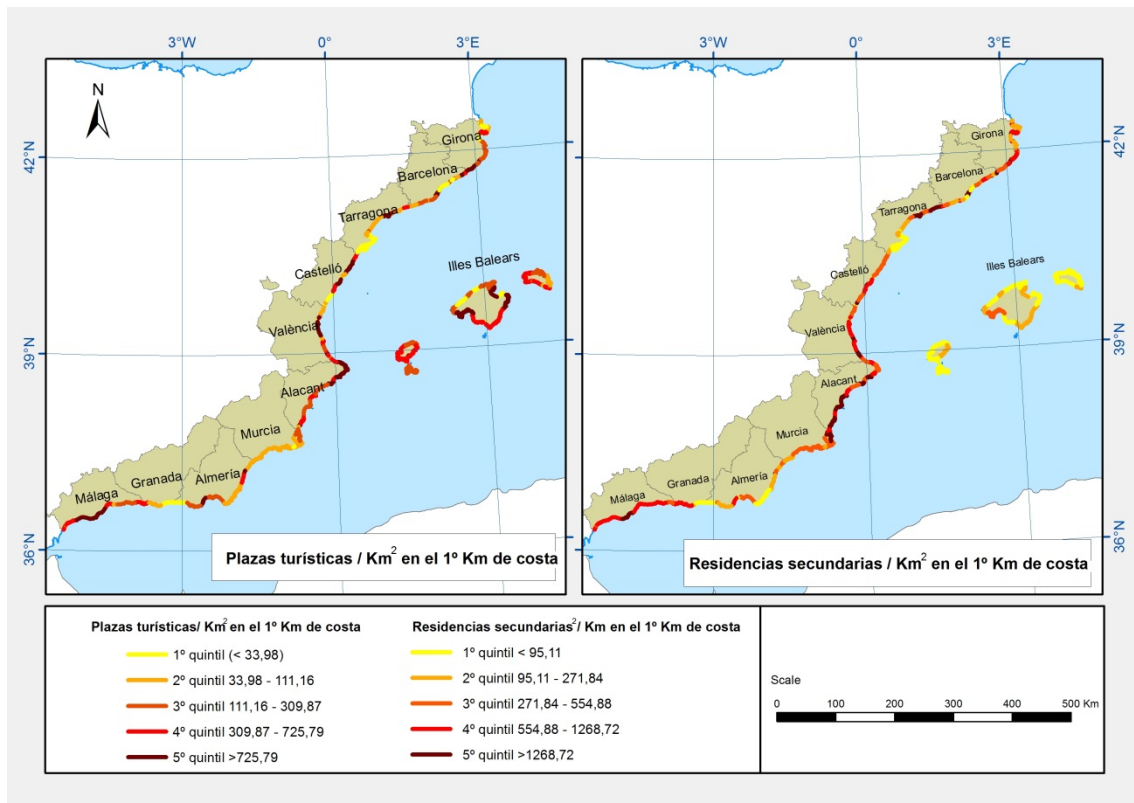 3°W 0° 3°E
3°W 0° 3°E
N
42°N
39°N
36°N
Girona
Barcelona
Tarragona
Castelló
Illes Balears
València
Alacant
Murcia
Almería
Granada
Málaga
Plazas turísticas / Km2 en el 1º Km de costa
Girona
Barcelona
Tarragona
Castelló
Illes Balears
València
Alacant
Murcia
Almería
Granada
Málaga
42°N
39°N
36°N
Residencias secundarias / Km2 en el 1º Km de costa
Plazas turísticas/ Km2 en el 1º Km de costa
1º quintil (< 33,98)
2º quintil 33,98 - 111,16
3º quintil 111,16 - 309,87
4º quintil 309,87 - 725,79
5º quintil >725,79
Residencias secundarias2/ Km en el 1º Km de costa
1º quintil < 95,11
2º quintil 95,11 - 271,84
3º quintil 271,84 - 554,88
4º quintil 554,88 - 1268,72
5º quintil >1268,72
Scale
0 100 200 300 400 500 Km